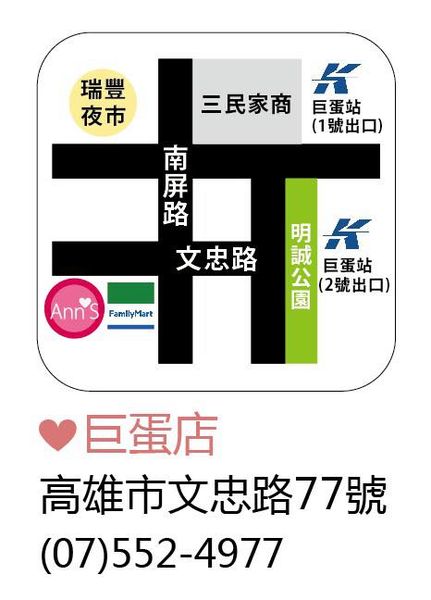 瑞豐
夜市
三民家商
巨蛋站
(1號出口)
南屏路
文忠路
明誠公園
巨蛋站
(2號出口)
Ann'S
FamilyMart
巨蛋店
高雄市文忠路77號
(07)552-4977